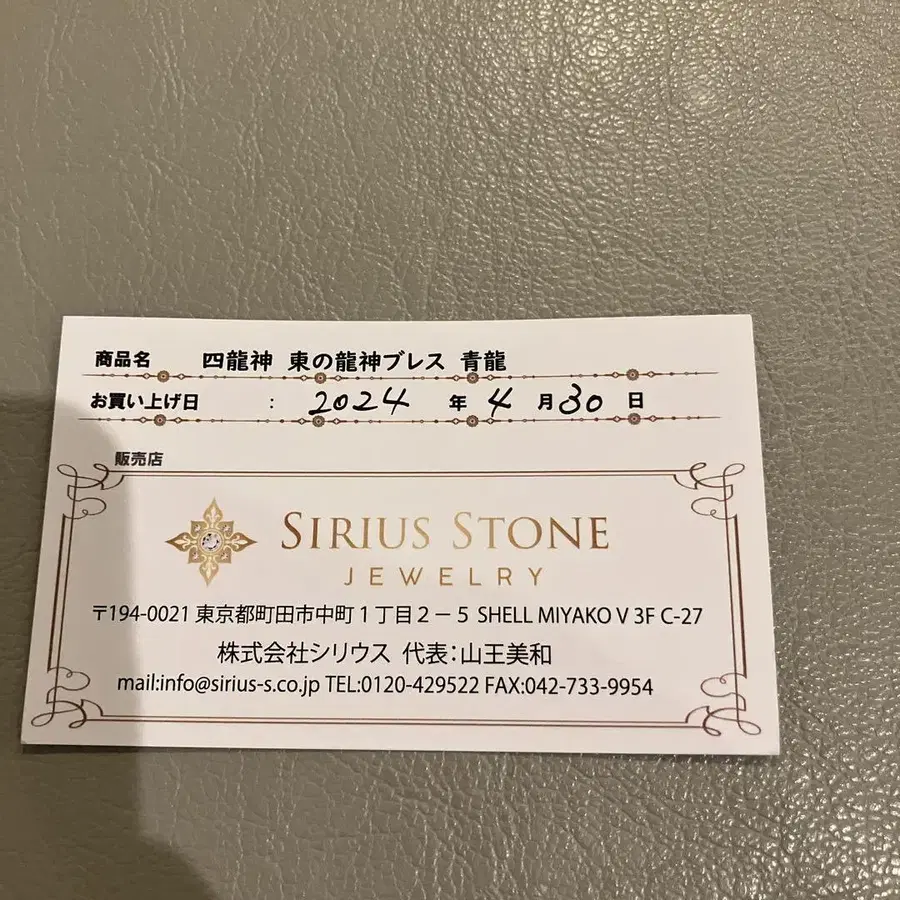 商品名 四龍神 東の龍神ブレス 青龍
お買い上げ日 : 2024 年 4 月 30 日
販売店
SIRIUS STONE
JEWELRY
〒194-0021 東京都町田市中町1丁目2-5 SHELL MIYAKO V 3F C-27
株式会社シリウス 代表:山王美和
mail:info@sirius-s.co.jp TEL:0120-429522 FAX:042-733-9954